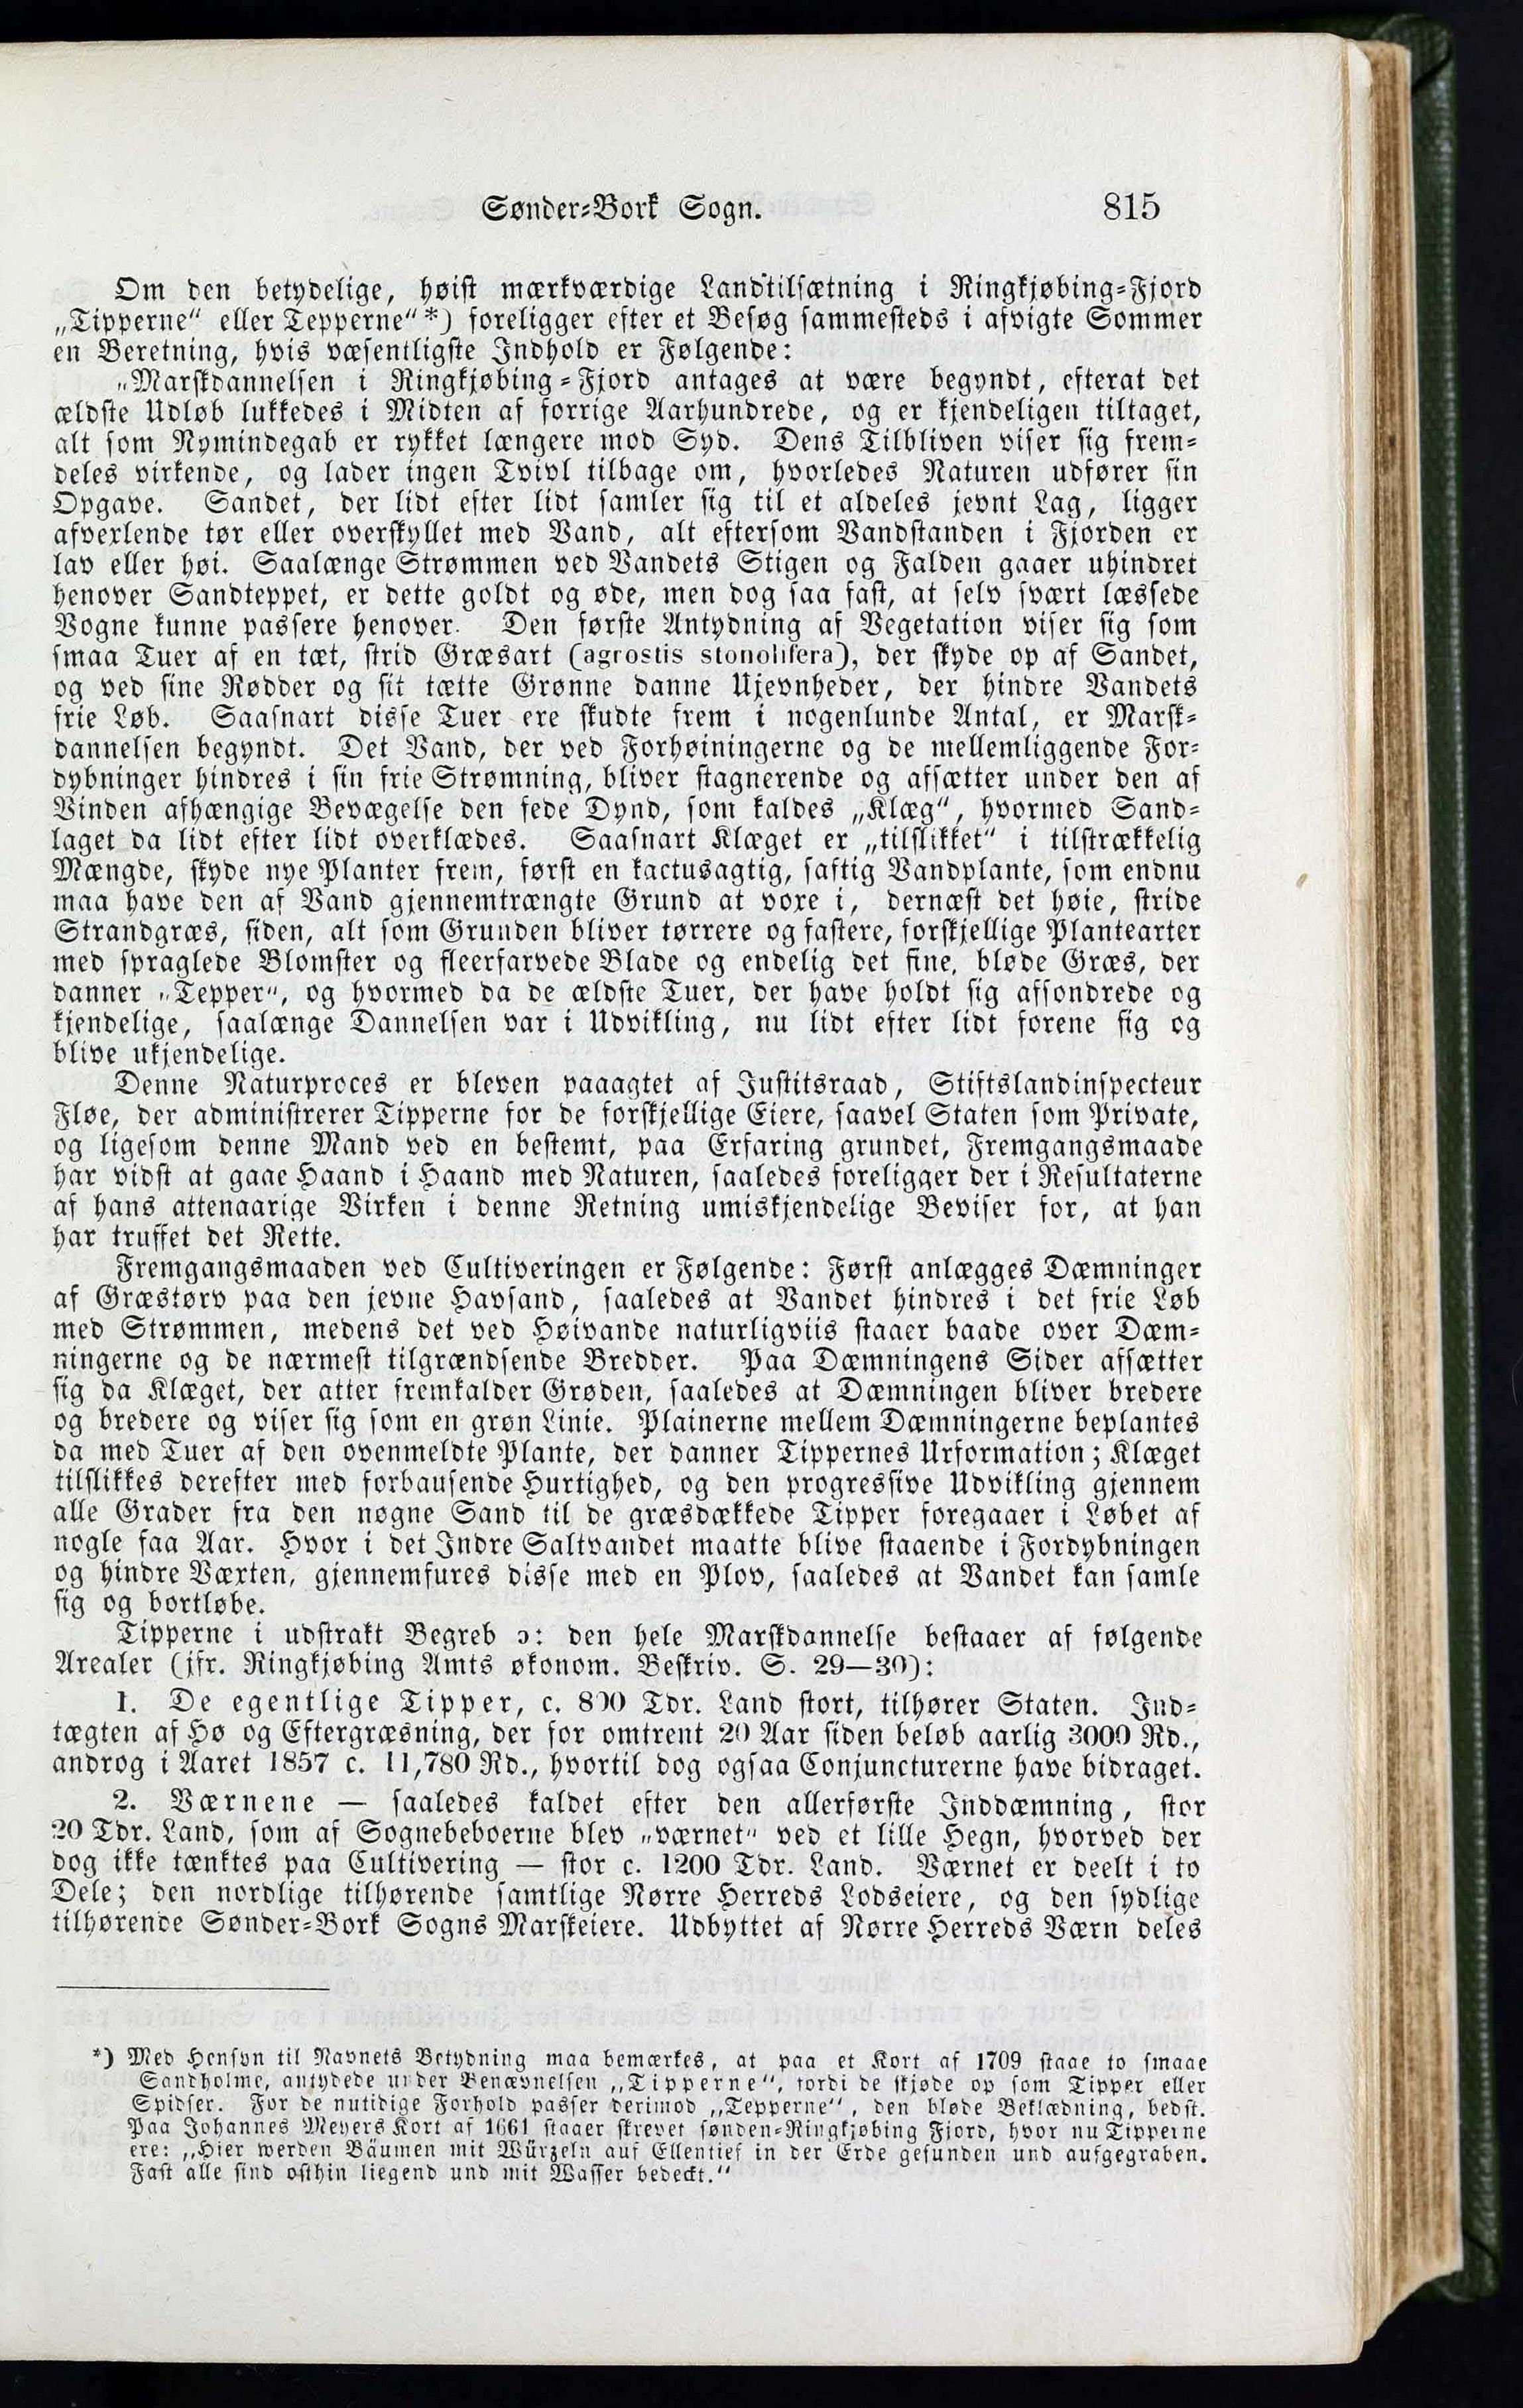 Sønder-Bork Sogn. 815
Om den betydelige, høist mærkværdige Landtilsætning i Ringkjøbing-Fjord
„Tipperne“ eller Tepperne“*) foreligger efter et Besøg sammesteds i afvigte Sommer
en Beretning, hvis væsentligste Indhold er Følgende:
„Marskdannelsen i Ringkjøbing-Fjord antages at være begyndt, efterat det
ældste Udløb lukkedes i Midten af forrige Aarhundrede, og er kjendeligen tiltaget,
alt som Nymindegab er rykket længere mod Syd. Dens Tilbliven viser sig frem-
deles virkende, og lader ingen Tvivl tilbage om, hvorledes Naturen udfører sin
Opgave. Sandet, der lidt efter lidt samler sig til et aldeles jevnt Lag, ligger
afvexlende tør eller overskyllet med Vand, alt eftersom Vandstanden i Fjorden er
lav eller høi. Saalænge Strømmen ved Vandets Stigen og Falden gaaer uhindret
henover Sandteppet, er dette goldt og øde, men dog saa fast, at selv svært læssede
Vogne kunne passere henover. Den første Antydning af Vegetation viser sig som
smaa Tuer af en tæt, strid Græsart (agrostis stonolifera), der skyde op af Sandet,
og ved sine Rødder og sit tætte Grønne danne Ujevnheder, der hindre Vandets
frie Løb. Saasnart disse Tuer ere skudte frem i nogenlunde Antal, er Marsk-
dannelsen begyndt. Det Vand, der ved Forhøiningerne og de mellemliggende For-
dybninger hindres i sin frie Strømning, bliver stagnerende og afsætter under den af
Vinden afhængige Bevægelse den fede Dynd, som kaldes „Klæg“, hvormed Sand-
laget da lidt efter lidt overklædes. Saasnart Klæget er „tilslikket“ i tilstrækkelig
Mængde, skyde nye Planter frem, først en kactusagtig, saftig Vandplante, som endnu
maa have den af Vand gjennemtrængte Grund at voxe i, dernæst det høie, stride
Strandgræs, siden, alt som Grunden bliver tørrere og fastere, forskjellige Plantearter
med spraglede Blomster og fleerfarvede Blade og endelig det fine, bløde Græs, der
danner „Tepper“, og hvormed da de ældste Tuer, der have holdt sig afsondrede og
kjendelige, saalænge Dannelsen var i Udvikling, nu lidt efter lidt forene sig og
blive ukjendelige.
Denne Naturproces er bleven paaagtet af Justitsraad, Stiftslandinspecteur
Fløe, der administrerer Tipperne for de forskjellige Eiere, saavel Staten som Private,
og ligesom denne Mand ved en bestemt, paa Erfaring grundet, Fremgangsmaade
har vidst at gaae Haand i Haand med Naturen, saaledes foreligger der i Resultaterne
af hans attenaarige Virken i denne Retning umiskjendelige Beviser for, at han
har truffet det Rette.
Fremgangsmaaden ved Cultiveringen er Følgende: Først anlægges Dæmninger
af Græstørv paa den jevne Havsand, saaledes at Vandet hindres i det frie Løb
med Strømmen, medens det ved Høivande naturligviis staaer baade over Dæm-
ningerne og de nærmest tilgrændsende Bredder. Paa Dæmningens Sider afsætter
sig da Klæget, der atter fremkalder Grøden, saaledes at Dæmningen bliver bredere
og bredere og viser sig som en grøn Linie. Plainerne mellem Dæmningerne beplantes
da med Tuer af den ovenmeldte Plante, der danner Tippernes Urformation; Klæget
tilslikkes derefter med forbausende Hurtighed, og den progressive Udvikling gjennem
alle Grader fra den nøgne Sand til de græsdækkede Tipper foregaaer i Løbet af
nogle faa Aar. Hvor i det Indre Saltvandet maatte blive staaende i Fordybningen
og hindre Væxten, gjennemfures disse med en Plov, saaledes at Vandet kan samle
sig og bortløbe.
Tipperne i udstrakt Begreb ɔ: den hele Marskdannelse bestaaer af følgende
Arealer (jfr. Ringkjøbing Amts økonom. Beskriv. S. 29—30):
1. De egentlige Tipper, c. 800 Tdr. Land stort, tilhører Staten. Ind-
tægten af Hø og Eftergræsning, der for omtrent 20 Aar siden beløb aarlig 3000 Rd.,
androg i Aaret 1857 c. 11,780 Rd., hvortil dog ogsaa Conjuncturerne have bidraget.
2. Værnene — saaledes kaldet efter den allerførste Inddæmning, stor
20 Tdr. Land, som af Sognebeboerne blev „værnet“ ved et lille Hegn, hvorved der
dog ikke tænktes paa Cultivering — stor c. 1200 Tdr. Land. Værnet er deelt i to
Dele; den nordlige tilhørende samtlige Nørre Herreds Lodseiere, og den sydlige
tilhørende Sønder-Bork Sogns Marskeiere. Udbyttet af Nørre Herreds Værn deles
*) Med Hensyn til Navnets Betydning maa bemærkes, at paa et Kort af 1709 staae to smaae
Sandholme, antydede under Benævnelsen „Tipperne“, fordi de skjøde op som Tipper eller
Spidser. For de nutidige Forhold passer derimod „Tepperne“, den bløde Beklædning, bedst.
Paa Johannes Meyers Kort af 1661 staaer skrevet sønden-Ringkjøbing Fjord, hvor nu Tipperne
ere: „Hier werden Bäumen mit Würzeln auf Ellentief in der Erde gefunden und aufgegraben.
Fast alle sind osthin liegend und mit Wasser bedeckt.“